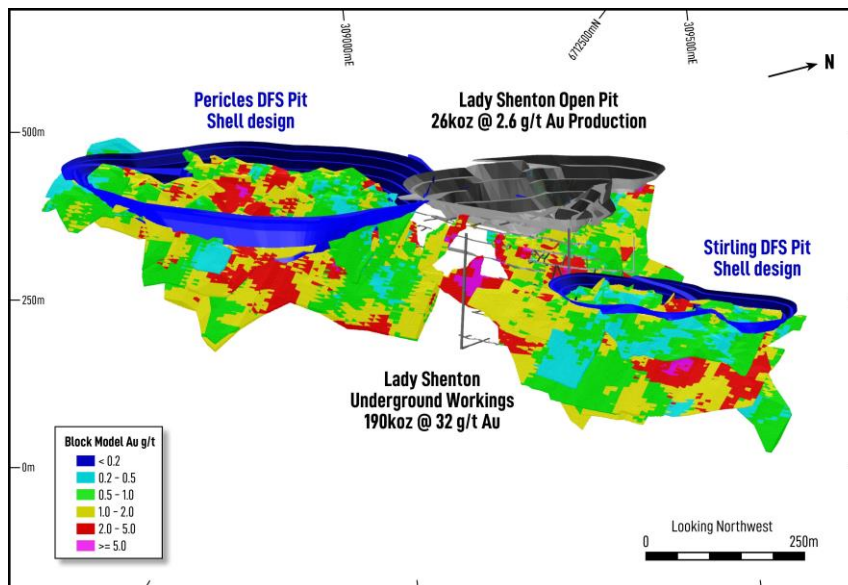 309000mE
6712500mN
309500mE
N
Pericles DFS Pit
Shell design
Lady Shenton Open Pit
26koz @ 2.6 g/t Au Production
500m
Stirling DFS Pit
Shell design
250m
Lady Shenton
Underground Workings
190koz @ 32 g/t Au
Block Model Au g/t
< 0.2
0.2 - 0.5
0.5 - 1.0
1.0 - 2.0
2.0 - 5.0
>= 5.0
0m
Looking Northwest
0
250m